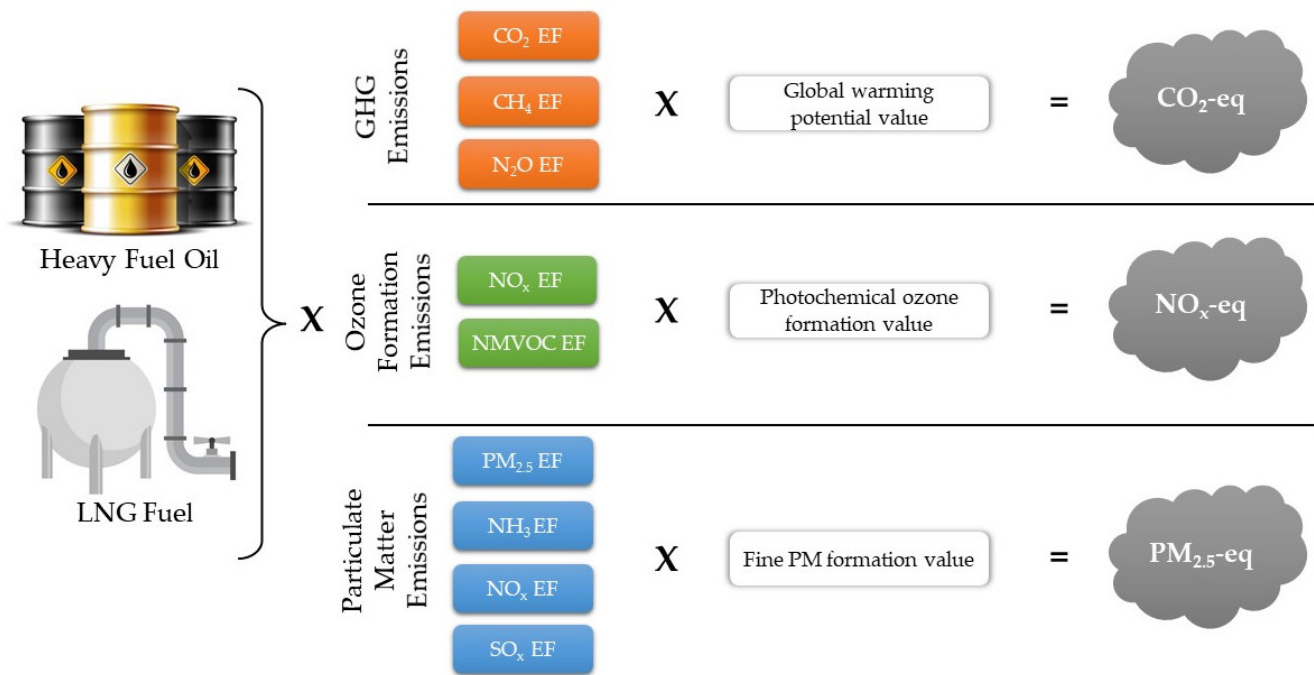 Heavy Fuel Oil
LNG Fuel
X
GHG
Emissions
CO₂ EF
CH₄ EF
N₂O EF
X
Global warming
potential value
=
CO₂-eq
Ozone
Formation
Emissions
NOₓ EF
NMVOC EF
X
Photochemical ozone
formation value
=
NOₓ-eq
Particulate
Matter
Emissions
PM₂.₅ EF
NH₃ EF
NOₓ EF
SOₓ EF
X
Fine PM formation value
=
PM₂.₅-eq